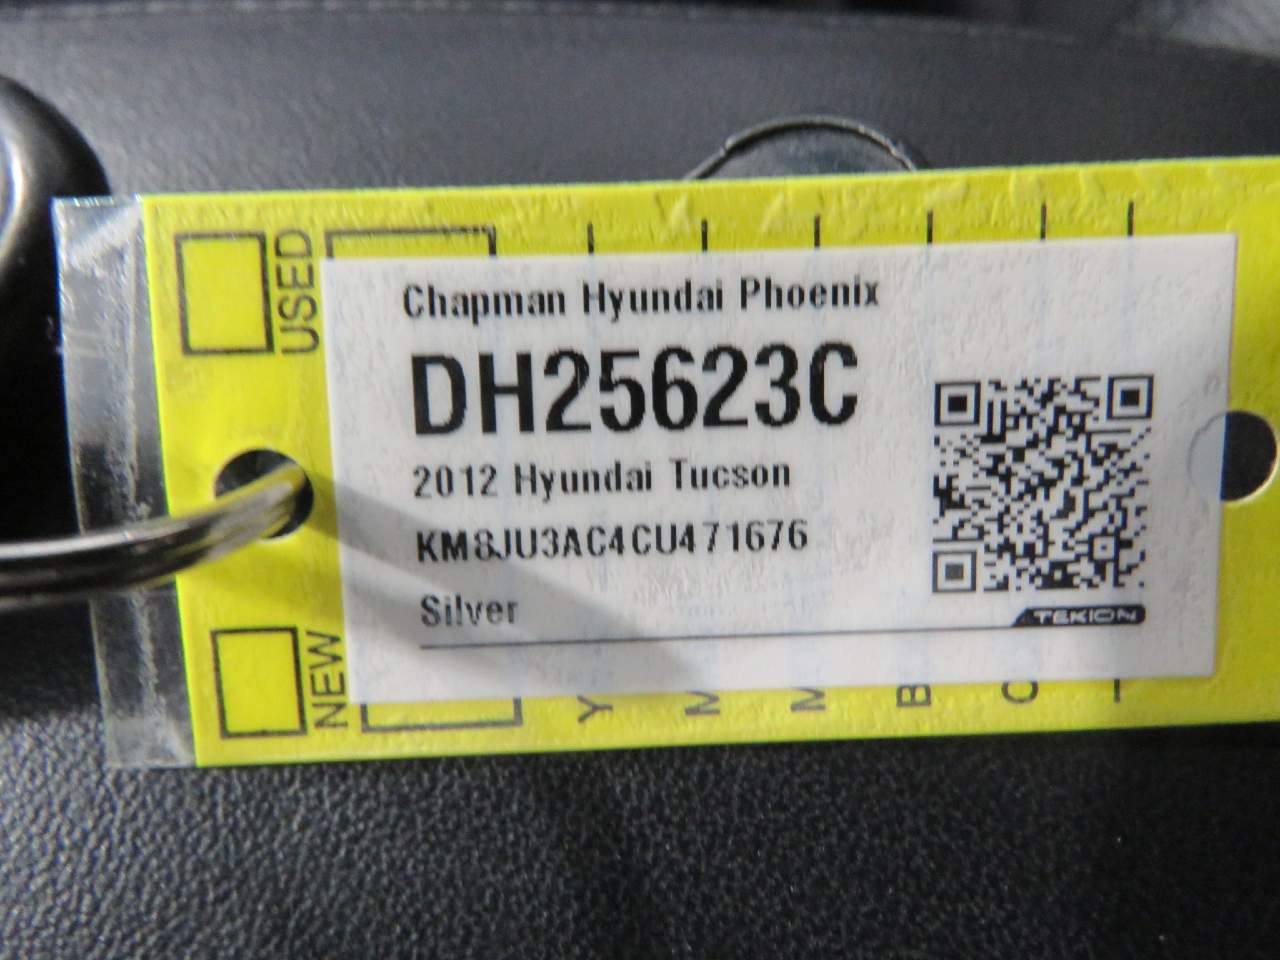 USED
Chapman Hyundai Phoenix
DH25623C
2012 Hyundai Tucson
KM8JU3AC4CU471676
Silver
TEKION
NEW
Y
M
M
B
C